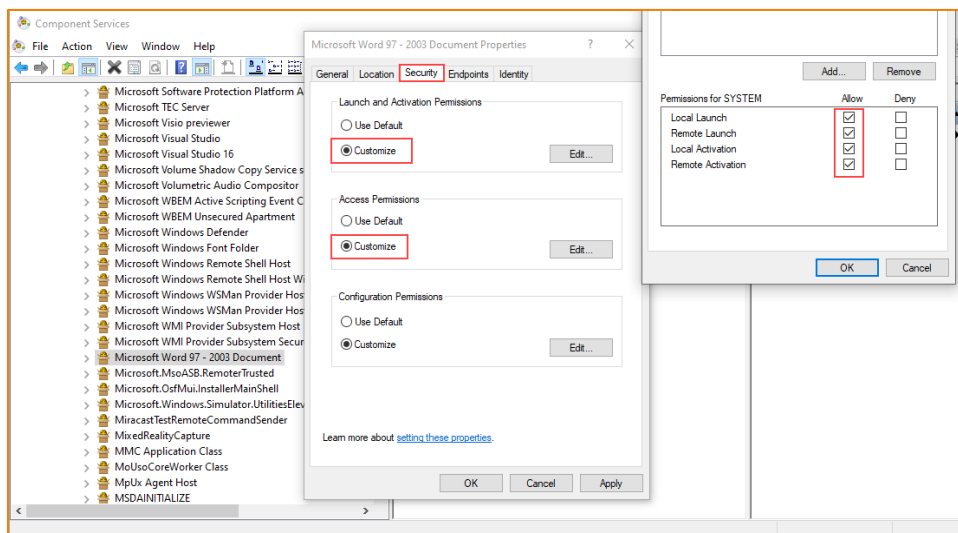 Component Services
File Action View Window Help
Microsoft Software Protection Platform A
Microsoft TEC Server
Microsoft Visio previewer
Microsoft Visual Studio
Microsoft Visual Studio 16
Microsoft Volume Shadow Copy Service s
Microsoft Volumetric Audio Compositor
Microsoft WBEM Active Scripting Event C
Microsoft WBEM Unsecured Apartment
Microsoft Windows Defender
Microsoft Windows Font Folder
Microsoft Windows Remote Shell Host
Microsoft Windows Remote Shell Host Wi
Microsoft Windows WSMan Provider Hos
Microsoft Windows WSMan Provider Hos
Microsoft WMI Provider Subsystem Host
Microsoft WMI Provider Subsystem Secur
Microsoft Word 97 - 2003 Document
Microsoft.MsoASB.RemoterTrusted
Microsoft.OsfMui.InstallerMainShell
Microsoft.Windows.Simulator.UtilitiesElev
MiracastTestRemoteCommandSender
MixedRealityCapture
MMC Application Class
MoUsoCoreWorker Class
MpUx Agent Host
MSDAINITIALIZE
Microsoft Word 97 - 2003 Document Properties
General Location Security Endpoints Identity
Launch and Activation Permissions
Use Default
Customize
Edit...
Access Permissions
Use Default
Customize
Edit...
Configuration Permissions
Use Default
Customize
Edit...
Learn more about setting these properties.
OK Cancel Apply
Add... Remove
Permissions for SYSTEM Allow Deny
Local Launch
Remote Launch
Local Activation
Remote Activation
OK Cancel